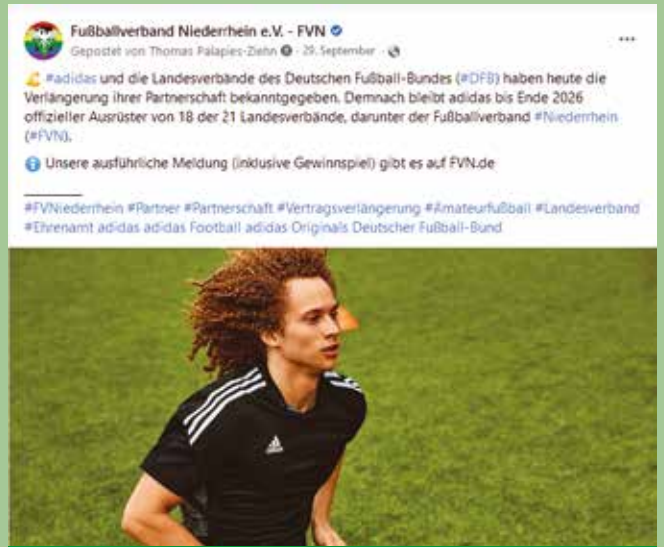 Fußballverband Niederrhein e.V. - FVN
Gepostet von Thomas Palapies-Ziehn · 29. September ·
#adidas und die Landesverbände des Deutschen Fußball-Bundes (#DFB) haben heute die
Verlängerung ihrer Partnerschaft bekanntgegeben. Demnach bleibt adidas bis Ende 2026
offizieller Ausrüster von 18 der 21 Landesverbände, darunter der Fußballverband #Niederrhein
(#FVN).
Unsere ausführliche Meldung (inklusive Gewinnspiel) gibt es auf FVN.de
#FVNiederrhein #Partner #Partnerschaft #Vertragsverlängerung #Amateurfußball #Landesverband
#Ehrenamt adidas adidas Football adidas Originals Deutscher Fußball-Bund
adidas